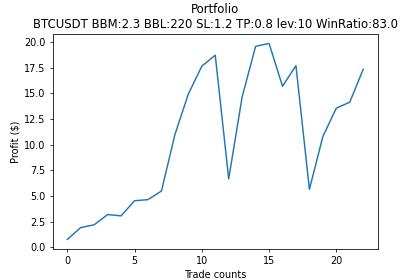 Portfolio
BTCUSDT BBM:2.3 BBL:220 SL:1.2 TP:0.8 lev:10 WinRatio:83.0
20.0
17.5
15.0
12.5
10.0
7.5
5.0
2.5
0.0
Profit ($)
0 5 10 15 20
Trade counts